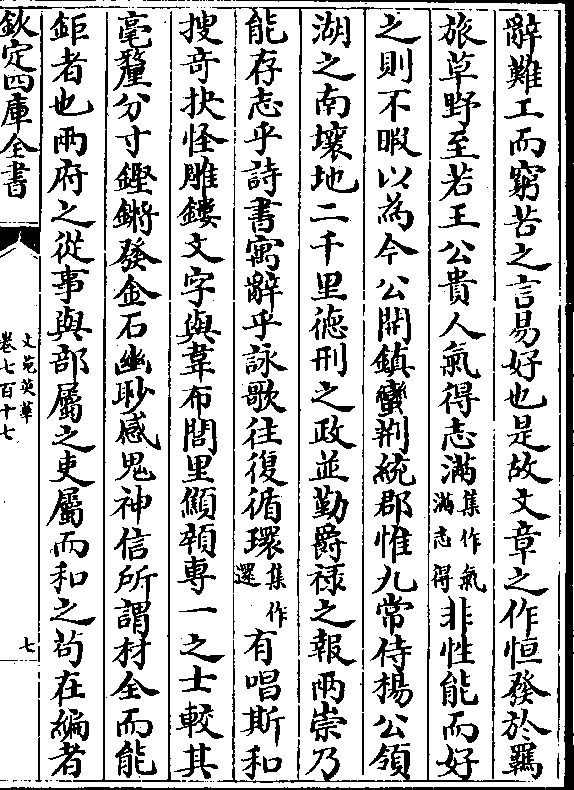 辭難工而窮苦之言易好也是故文章之作恒發於羈
旅草野至若王公貴人氣得志滿集作氣滿志得非性能而好
之則不暇以為今公開鎮蠻荆統郡惟九常侍楊公領
湖之南壤地二千里德刑之政並勤爵禄之報兩崇乃
能存志乎詩書寓辭乎詠歌往復循環集作還有唱斯和
搜奇抉怪雕鏤文字與韋布閭里顦顇專一之士較其
毫釐分寸鏗鏘發金石幽眇感鬼神信所謂材全而能
鉅者也兩府之從事與部屬之吏屬而和之苟在編者
欽定四庫全書
文苑英華
卷七百十七
七